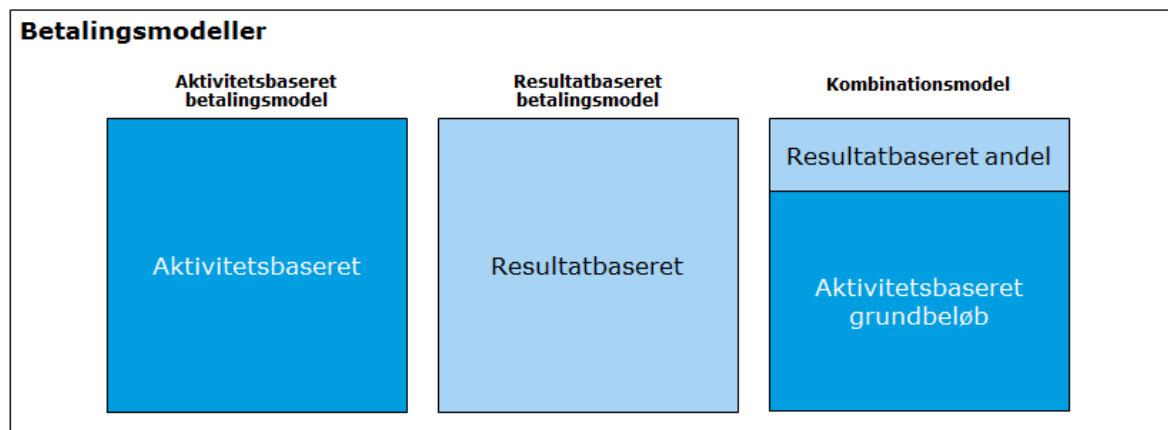 Betalingsmodeller
Aktivitetsbaseret
betalingsmodel
Resultatbaseret
betalingsmodel
Kombinationsmodel
Aktivitetsbaseret
Resultatbaseret
Resultatbaseret andel
Aktivitetsbaseret
grundbeløb